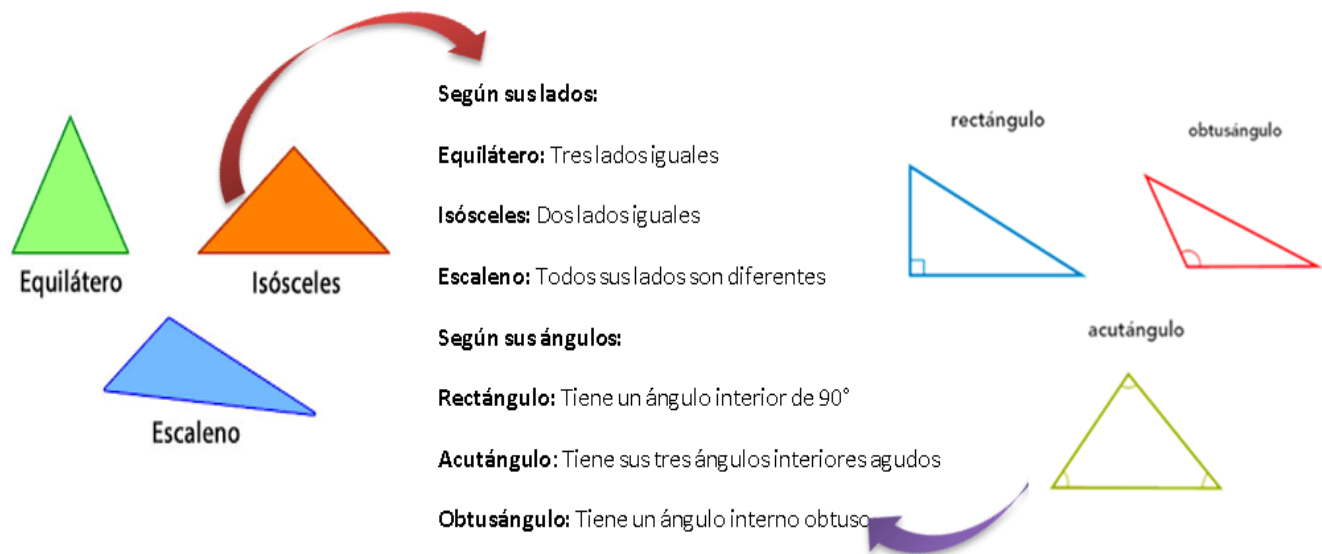 Según sus lados:
Equilátero: Tres lados iguales
Isósceles: Dos lados iguales
Escaleno: Todos sus lados son diferentes
Según sus ángulos:
Rectángulo: Tiene un ángulo interior de 90°
Acutángulo: Tiene sus tres ángulos interiores agudos
Obtusángulo: Tiene un ángulo interno obtuso
Equilátero
Isósceles
Escaleno
rectángulo
obtusángulo
acutángulo